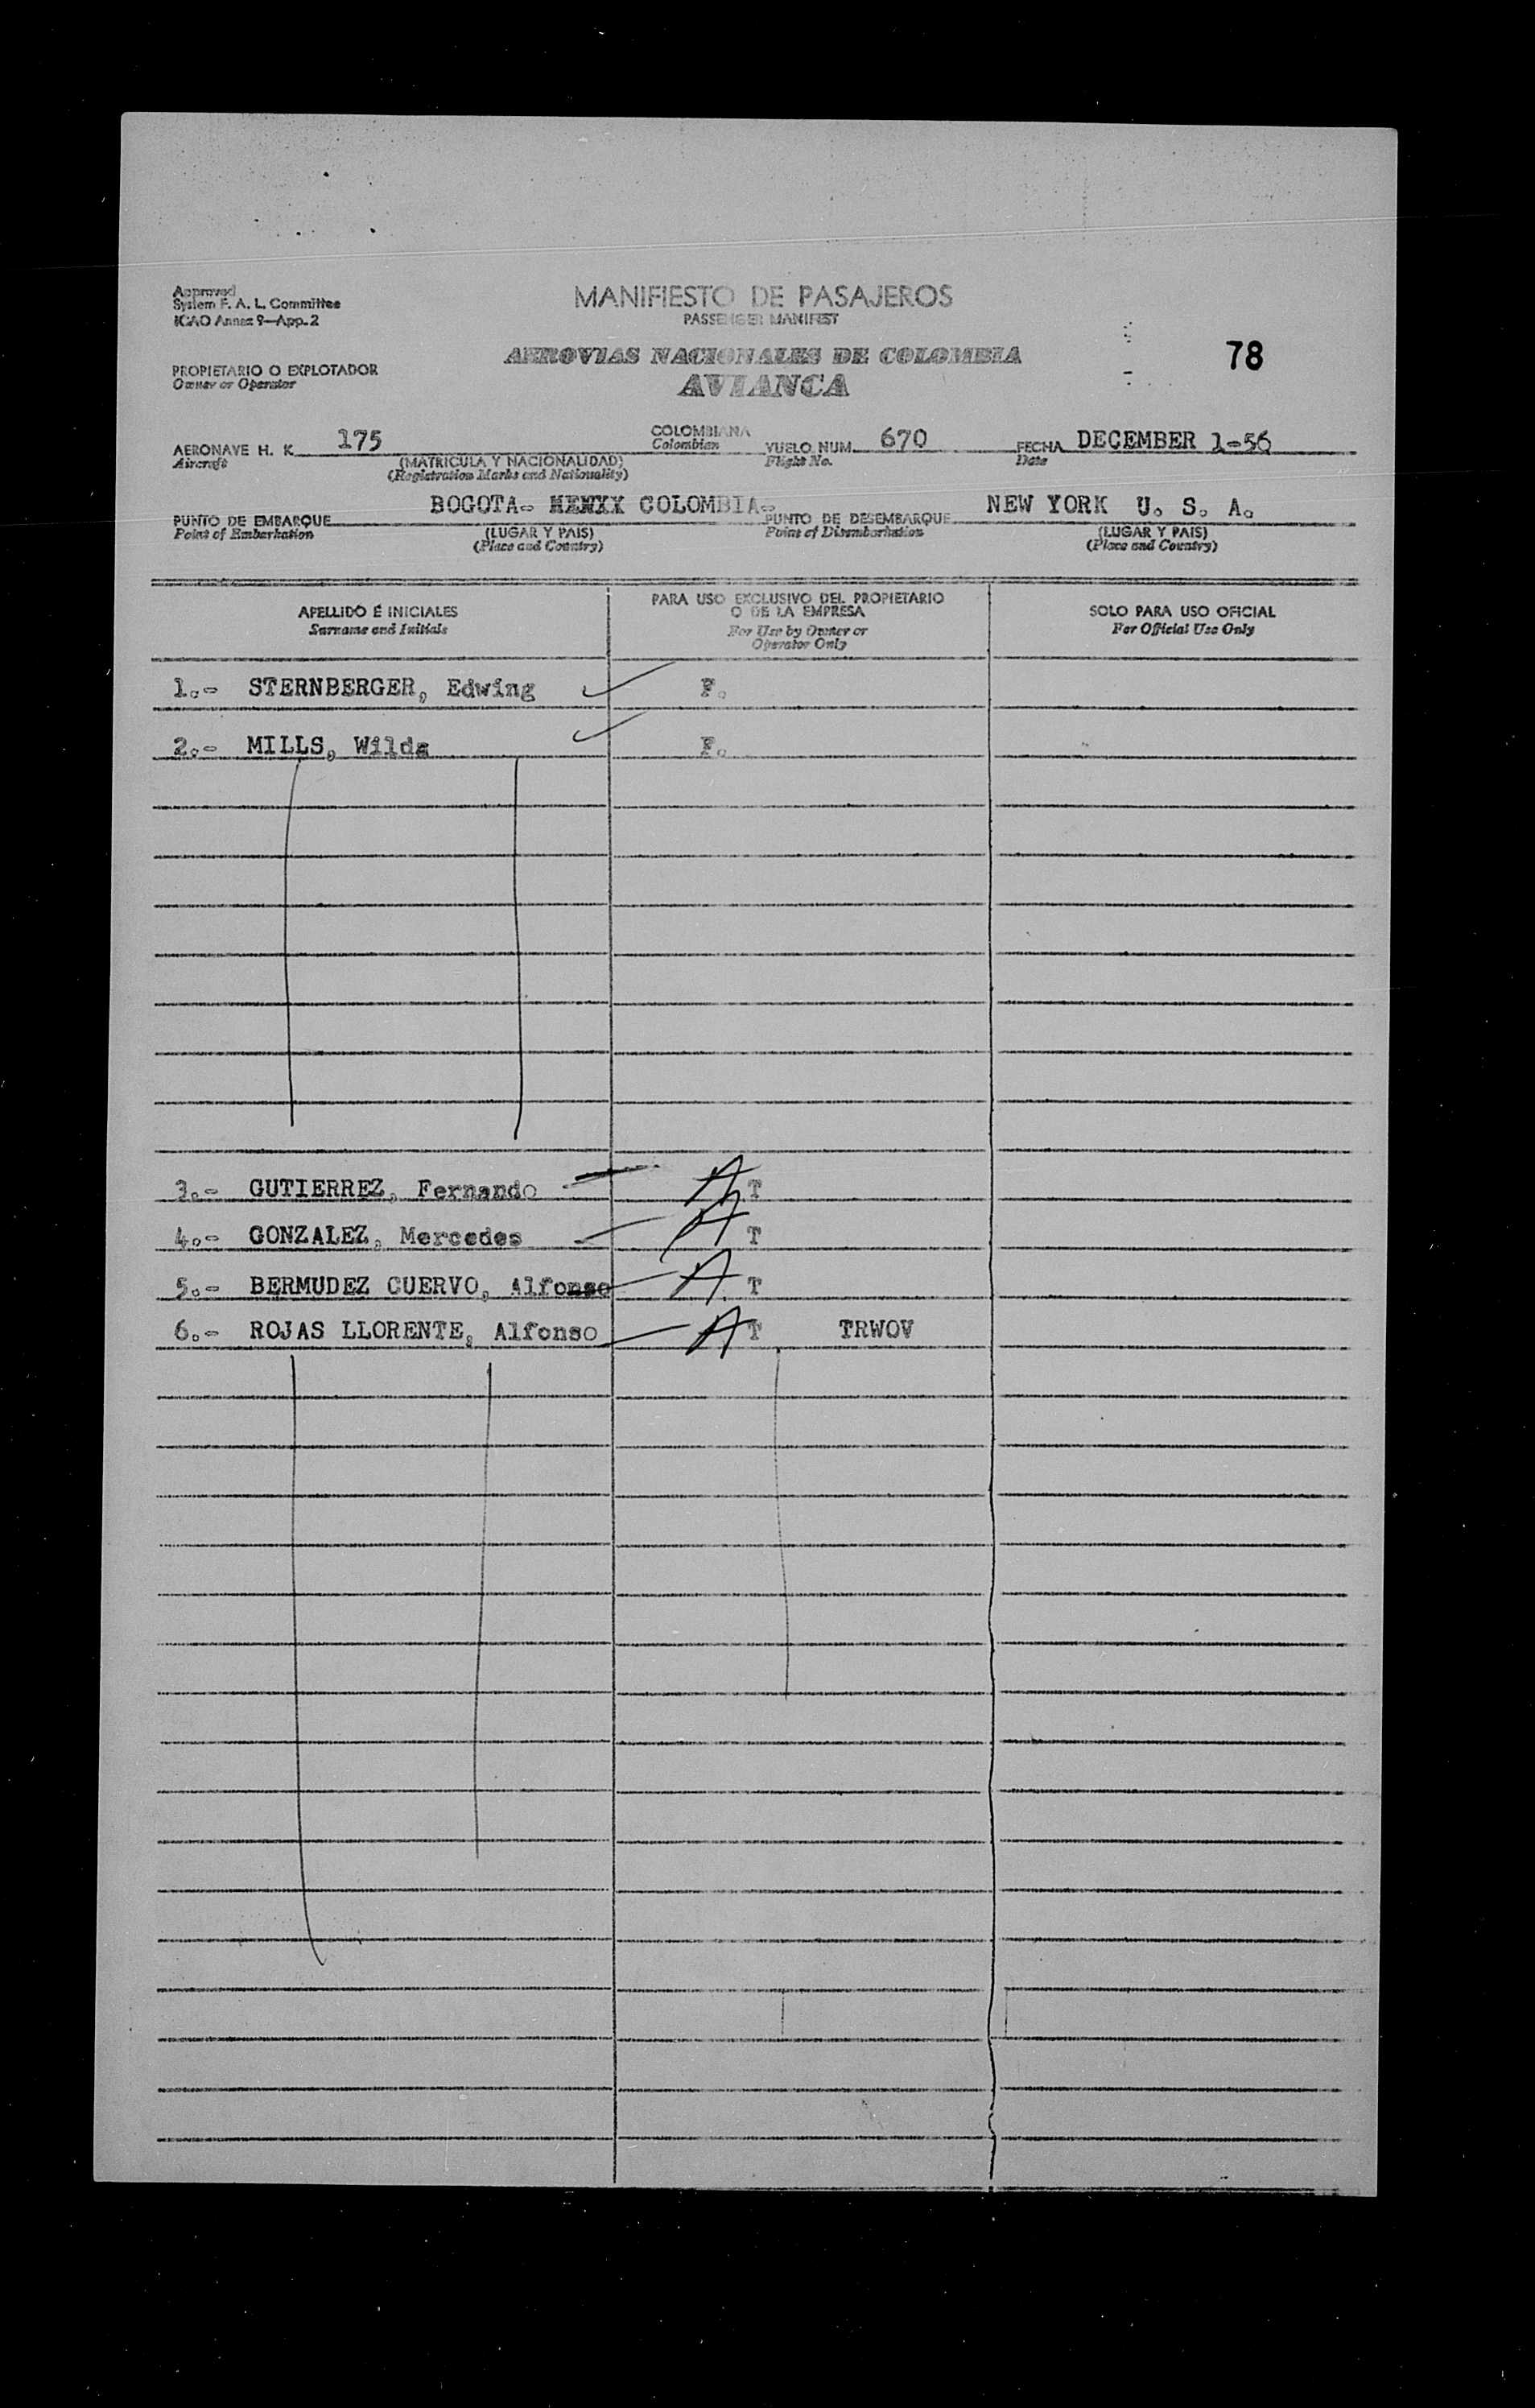 Approved
System F. A. L. Committee
ICAO Annex 9—App. 2
MANIFIESTO DE PASAJEROS
PASSENGER MANIFEST
78
PROPIETARIO O EXPLOTADOR
Owner or Operator
AEROVIAS NACIONALES DE COLOMBIA
AVIANCA
AERONAVE H. K. 175 COLOMBIANA VUELO NUM. 670 FECHA DECEMBER 1-56
Aircraft (MATRICULA Y NACIONALIDAD) Colombian Flight No. Date
(Registration Marks and Nationality)
PUNTO DE EMBARQUE BOGOTA- COLOMBIA- PUNTO DE DESEMBARQUE NEW YORK U. S. A.
Point of Embarkation (LUGAR Y PAIS) Point of Disembarkation (LUGAR Y PAIS)
(Place and Country) (Place and Country)
APELLIDO É INICIALES
Surname and Initials
PARA USO EXCLUSIVO DEL PROPIETARIO
O DE LA EMPRESA
For Use by Owner or
Operator Only
SOLO PARA USO OFICIAL
For Official Use Only
1.- STERNBERGER, Edwing F.
2.- MILLS, Wilda F.
3.- GUTIERREZ, Fernando A T
4.- GONZALEZ, Mercedes A T
5.- BERMUDEZ CUERVO, Alfonso A T
6.- ROJAS LLORENTE, Alfonso A T TRWOV